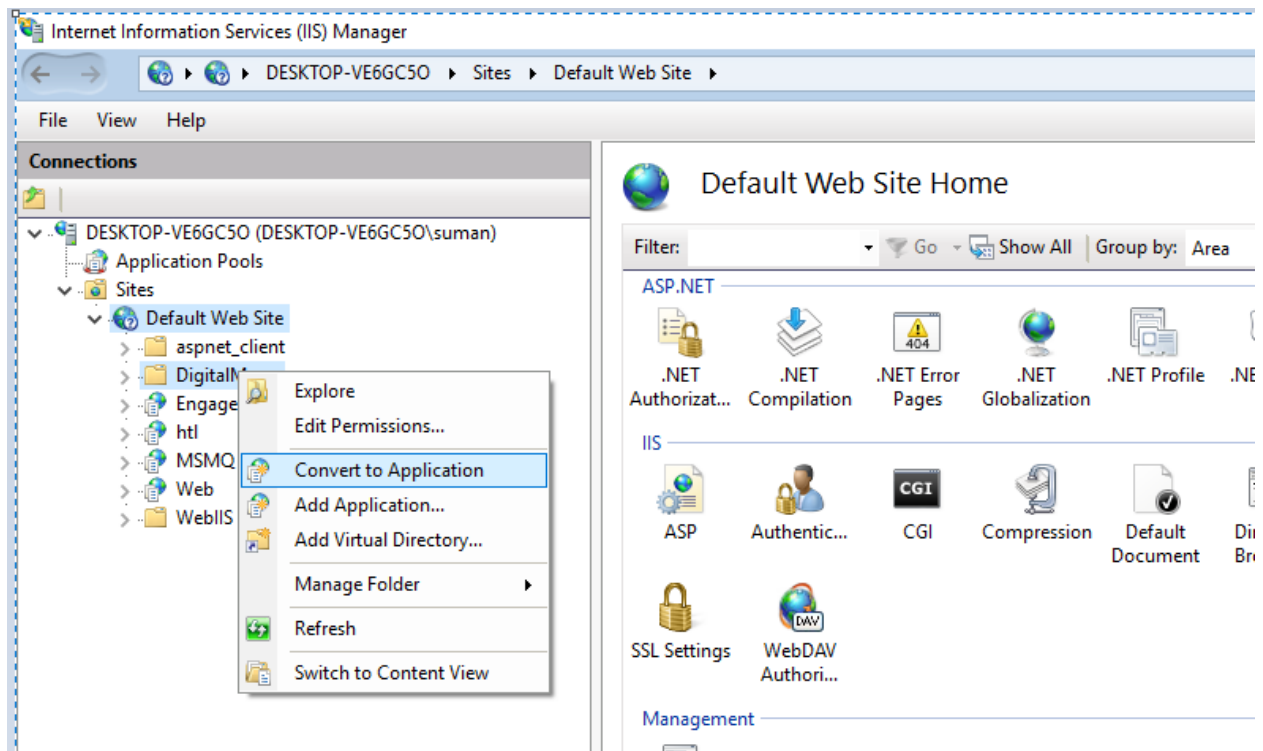 Internet Information Services (IIS) Manager
DESKTOP-VE6GC5O Sites Default Web Site
File View Help
Connections
DESKTOP-VE6GC5O (DESKTOP-VE6GC5O\suman)
Application Pools
Sites
Default Web Site
aspnet_client
DigitalM
Engage
htl
MSMQ
Web
WebIIS
Explore
Edit Permissions...
Convert to Application
Add Application...
Add Virtual Directory...
Manage Folder
Refresh
Switch to Content View
Default Web Site Home
Filter: Go Show All Group by: Area
ASP.NET
404
.NET .NET .NET Error .NET .NET Profile .NE
Authorizat... Compilation Pages Globalization
IIS
CGI
ASP Authentic... CGI Compression Default Dir
Document Bro
DAV
SSL Settings WebDAV
Authori...
Management